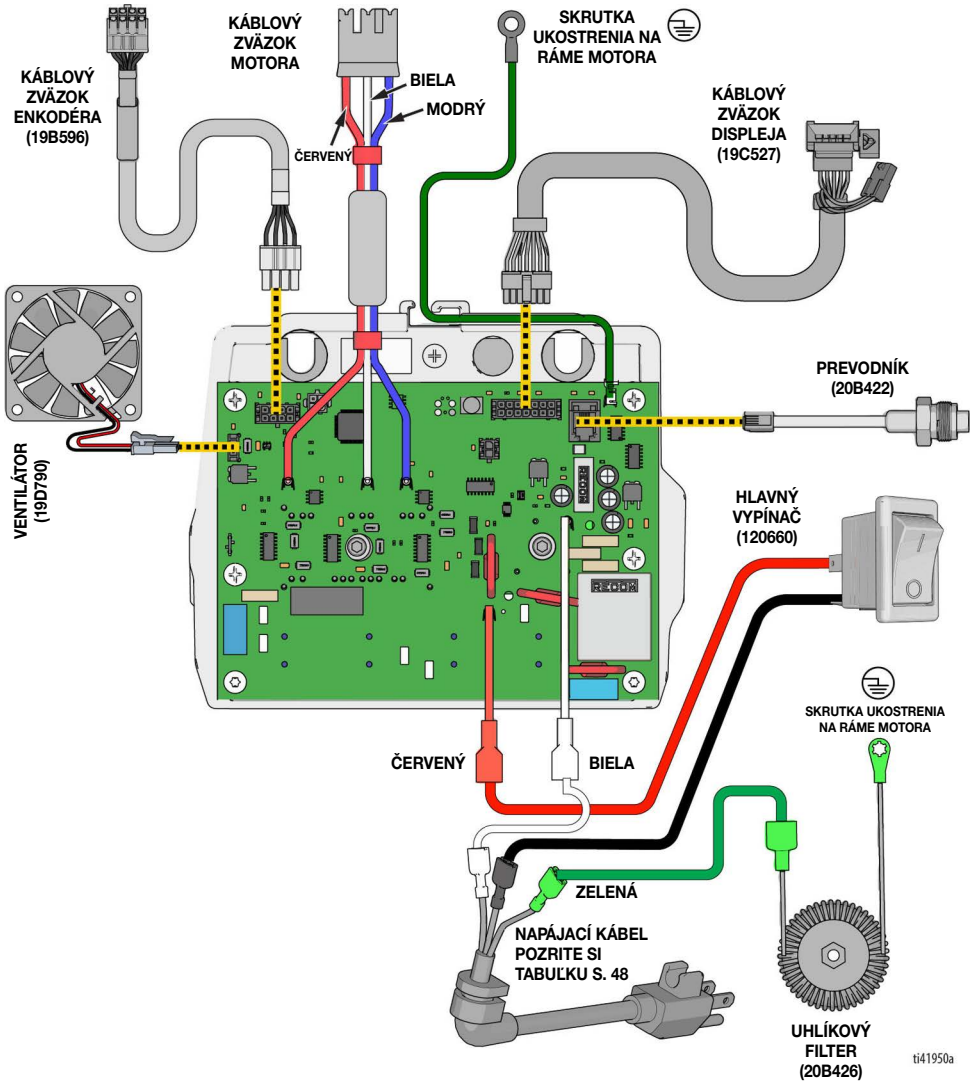 KÁBLOVÝ
ZVÄZOK
ENKODÉRA
(19B596)
KÁBLOVÝ
ZVÄZOK
MOTORA
BIELA
MODRÝ
ČERVENÝ
SKRUTKA
UKOSTRENIA NA
RÁME MOTORA
KÁBLOVÝ
ZVÄZOK
DISPLEJA
(19C527)
VENTILÁTOR
(19D790)
PREVODNÍK
(20B422)
HLAVNÝ
VYPÍNAČ
(120660)
RECOM
SKRUTKA UKOSTRENIA
NA RÁME MOTORA
ČERVENÝ
BIELA
ZELENÁ
NAPÁJACÍ KÁBEL
POZRITE SI
TABUĽKU S. 48
UHLÍKOVÝ
FILTER
(20B426)
ti41950a